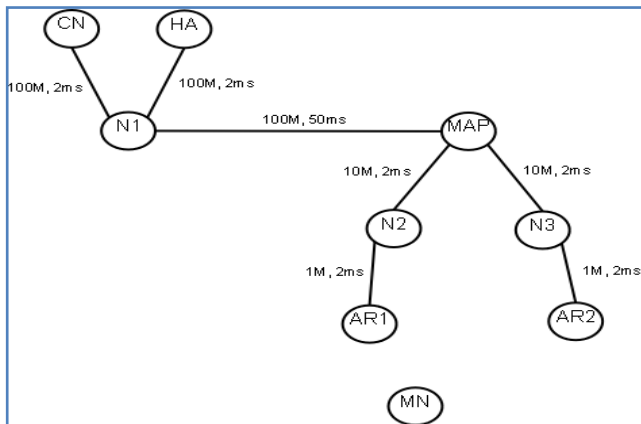 CN
HA
100M, 2ms
100M, 2ms
N1
100M, 50ms
MAP
10M, 2ms
10M, 2ms
N2
N3
1M, 2ms
1M, 2ms
AR1
AR2
MN